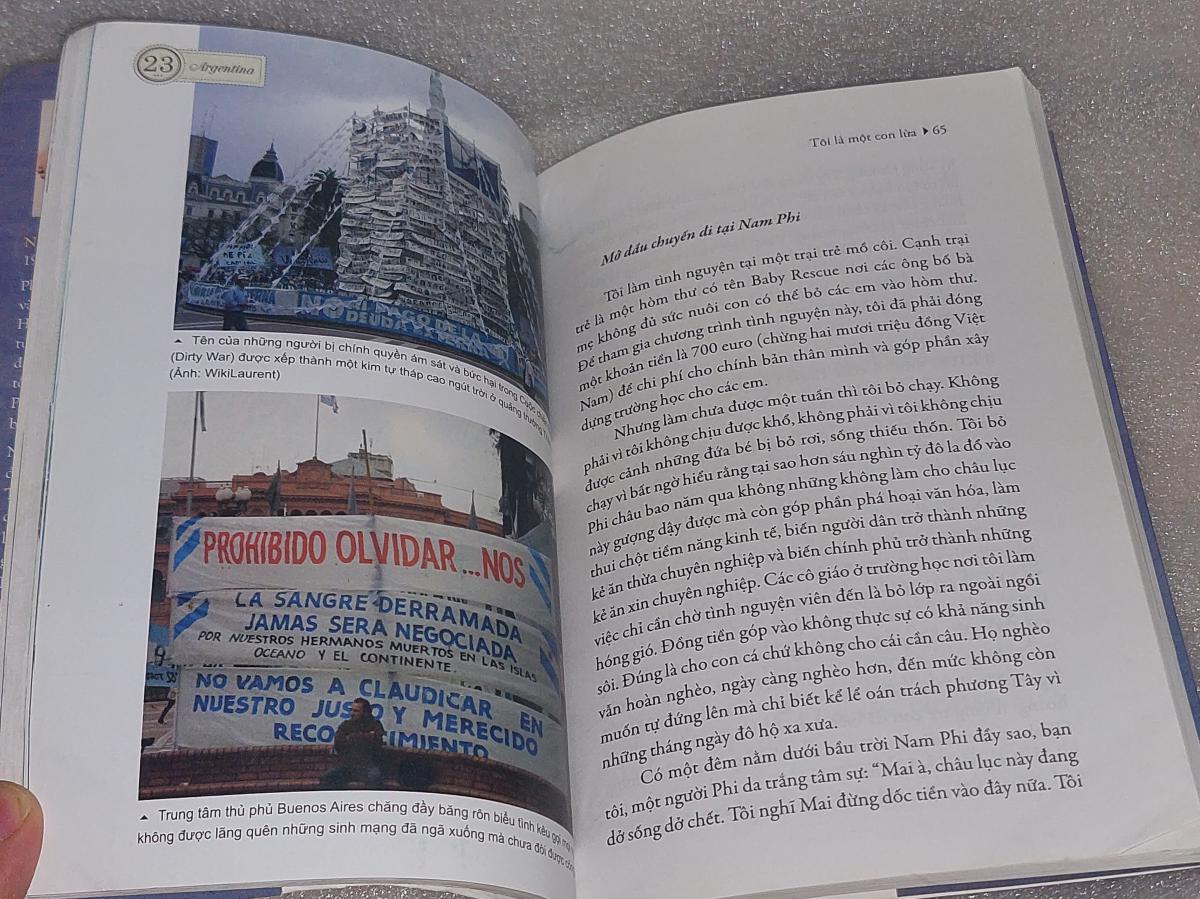 23 Argentina
NO AL PAGO DE LA
DEUDA EXTERNA
▲ Tên của những người bị chính quyền ám sát và bức hại trong Cuộc chiến
(Dirty War) được xếp thành một kim tự tháp cao ngút trời ở quảng trường
(Ảnh: WikiLaurent)
PROHIBIDO OLVIDAR...NOS
LA SANGRE DERRAMADA
JAMAS SERA NEGOCIADA
POR NUESTROS HERMANOS MUERTOS EN LAS ISLAS
OCEANO Y EL CONTINENTE.
NO VAMOS A CLAUDICAR EN
NUESTRO JUSTO Y MERECIDO
RECO CIMIENTO
▲ Trung tâm thủ phủ Buenos Aires chăng đầy băng rôn biểu tình kêu gọi
không được lãng quên những sinh mạng đã ngã xuống mà chưa đòi được
Tôi là một con lừa ▶ 65
Mở đầu chuyến đi tại Nam Phi
Tôi làm tình nguyện tại một trại trẻ mồ côi. Cạnh trại
trẻ là một hòm thư có tên Baby Rescue nơi các ông bố bà
mẹ không đủ sức nuôi con có thể bỏ các em vào hòm thư.
Để tham gia chương trình tình nguyện này, tôi đã phải đóng
một khoản tiền là 700 euro (chừng hai mươi triệu đồng Việt
Nam) để chi phí cho chính bản thân mình và góp phần xây
dựng trường học cho các em.
Nhưng làm chưa được một tuần thì tôi bỏ chạy. Không
phải vì tôi không chịu được khổ, không phải vì tôi không chịu
được cảnh những đứa bé bị bỏ rơi, sống thiếu thốn. Tôi bỏ
chạy vì bất ngờ hiểu rằng tại sao hơn sáu nghìn tỷ đô la đổ vào
Phi châu bao năm qua không những không làm cho châu lục
này gượng dậy được mà còn góp phần phá hoại văn hóa, làm
thui chột tiềm năng kinh tế, biến người dân trở thành những
kẻ ăn thừa chuyên nghiệp và biến chính phủ trở thành những
kẻ ăn xin chuyên nghiệp. Các cô giáo ở trường học nơi tôi làm
việc chỉ cần chờ tình nguyện viên đến là bỏ lớp ra ngoài ngồi
hóng gió. Đồng tiền góp vào không thực sự có khả năng sinh
sôi. Đúng là cho con cá chứ không cho cái cần câu. Họ nghèo
vẫn hoàn nghèo, ngày càng nghèo hơn, đến mức không còn
muốn tự đứng lên mà chỉ biết kể lể oán trách phương Tây vì
những tháng ngày đô hộ xa xưa.
Có một đêm nằm dưới bầu trời Nam Phi đầy sao, bạn
tôi, một người Phi da trắng tâm sự: “Mai à, châu lục này đang
dở sống dở chết. Tôi nghĩ Mai đừng dốc tiền vào đây nữa. Tôi